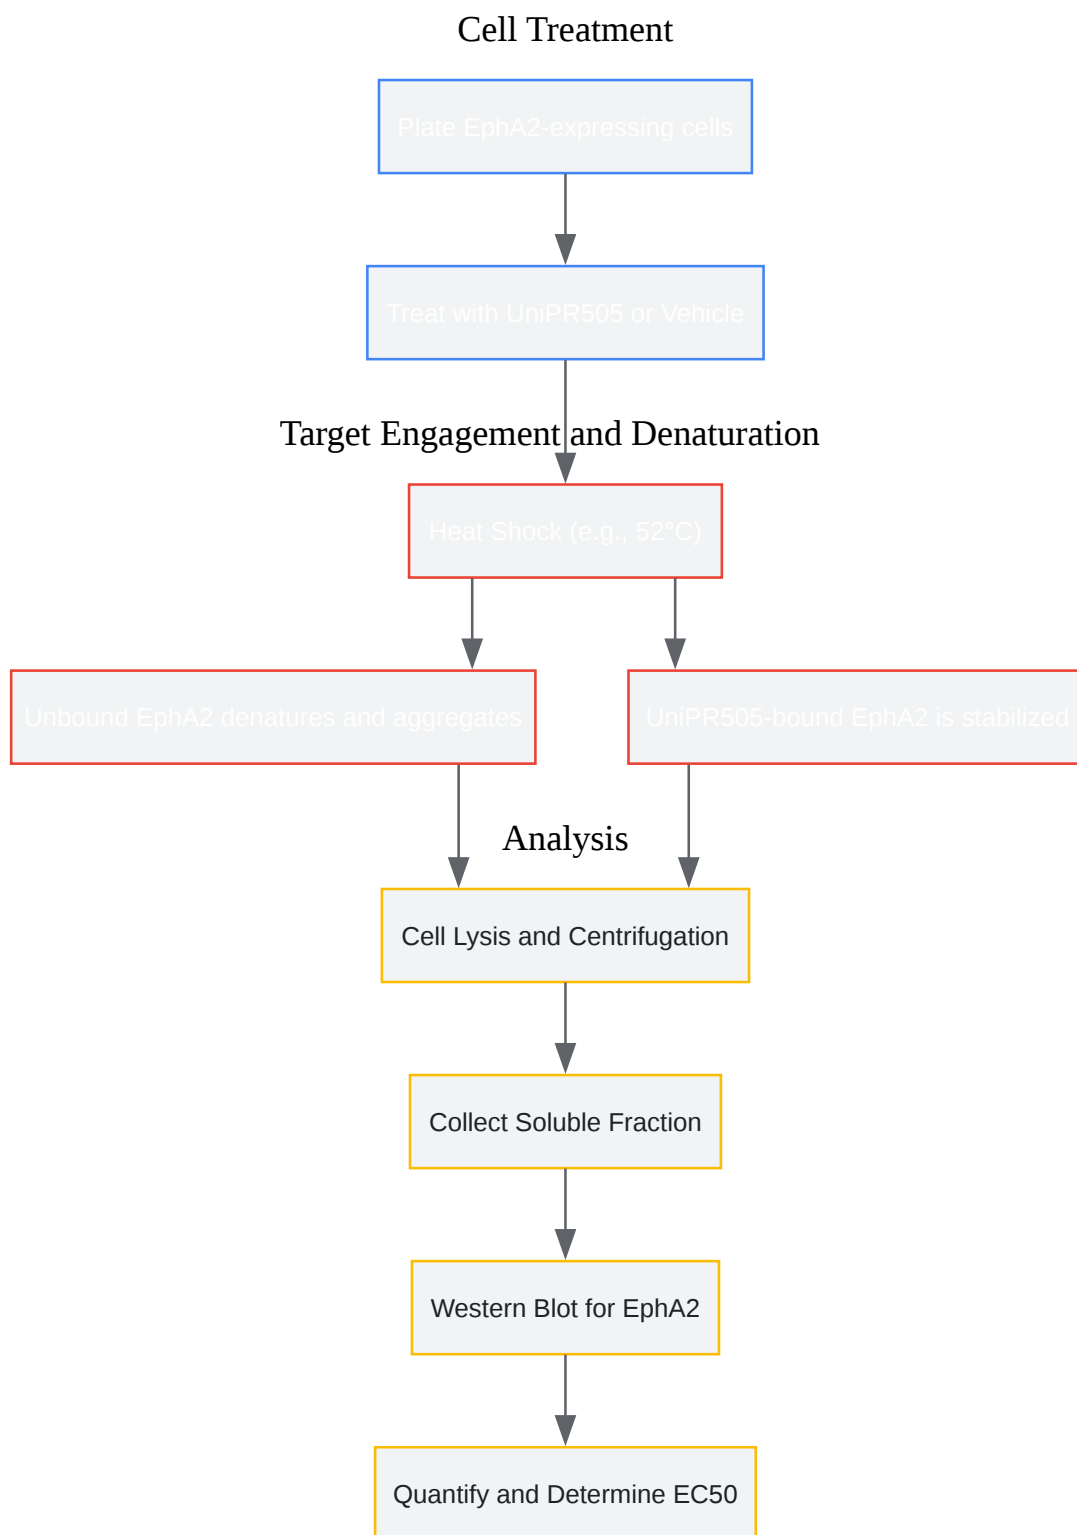 Cell Treatment
Plate EphA2-expressing cells
Treat with UniPR505 or Vehicle
Target Engagement and Denaturation
Heat Shock (e.g., 52°C)
Unbound EphA2 denatures and aggregates
UniPR505-bound EphA2 is stabilized
Analysis
Cell Lysis and Centrifugation
Collect Soluble Fraction
Western Blot for EphA2
Quantify and Determine EC50